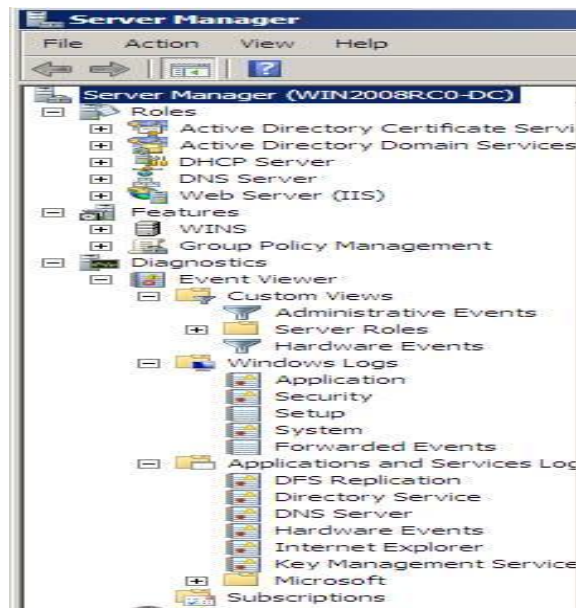 Server Manager
File Action View Help
Server Manager (WIN2008RC0-DC)
Roles
Active Directory Certificate Servi
Active Directory Domain Services
DHCP Server
DNS Server
Web Server (IIS)
Features
WINS
Group Policy Management
Diagnostics
Event Viewer
Custom Views
Administrative Events
Server Roles
Hardware Events
Windows Logs
Application
Security
Setup
System
Forwarded Events
Applications and Services Log
DFS Replication
Directory Service
DNS Server
Hardware Events
Internet Explorer
Key Management Service
Microsoft
Subscriptions